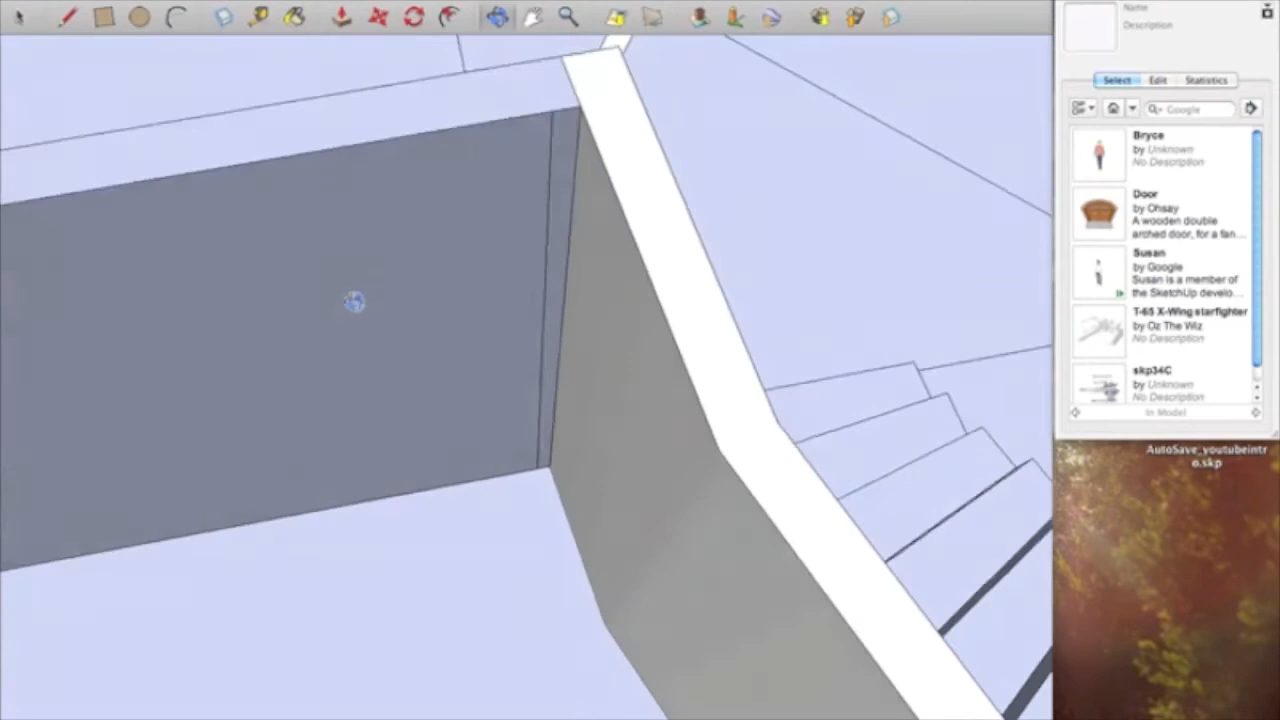 Name
Description
Select Edit Statistics
Google
Bryce
by Unknown
No Description
Door
by Ohsay
A wooden double
arched door, for a fan...
Susan
by Google
Susan is a member of
the SketchUp develo...
T-65 X-Wing starfighter
by Oz The Wiz
No Description
skp34C
by Unknown
No Description
In Model
AutoSave_youtubeintr
o.skp